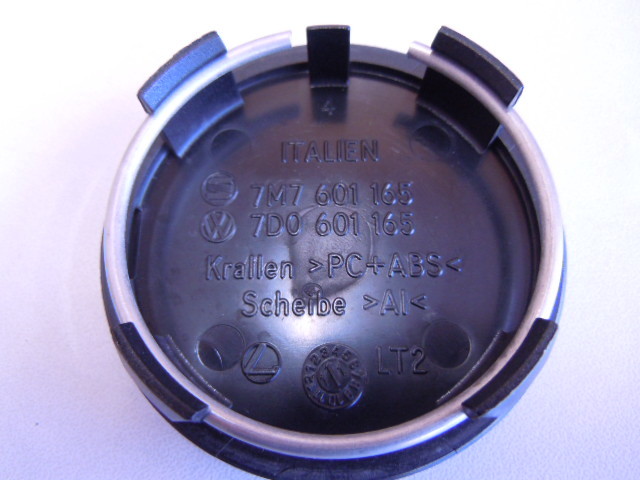 4
ITALIEN
7M7 601 165
7D0 601 165
Krallen >PC+ABS<
Scheibe >Al<
LT2